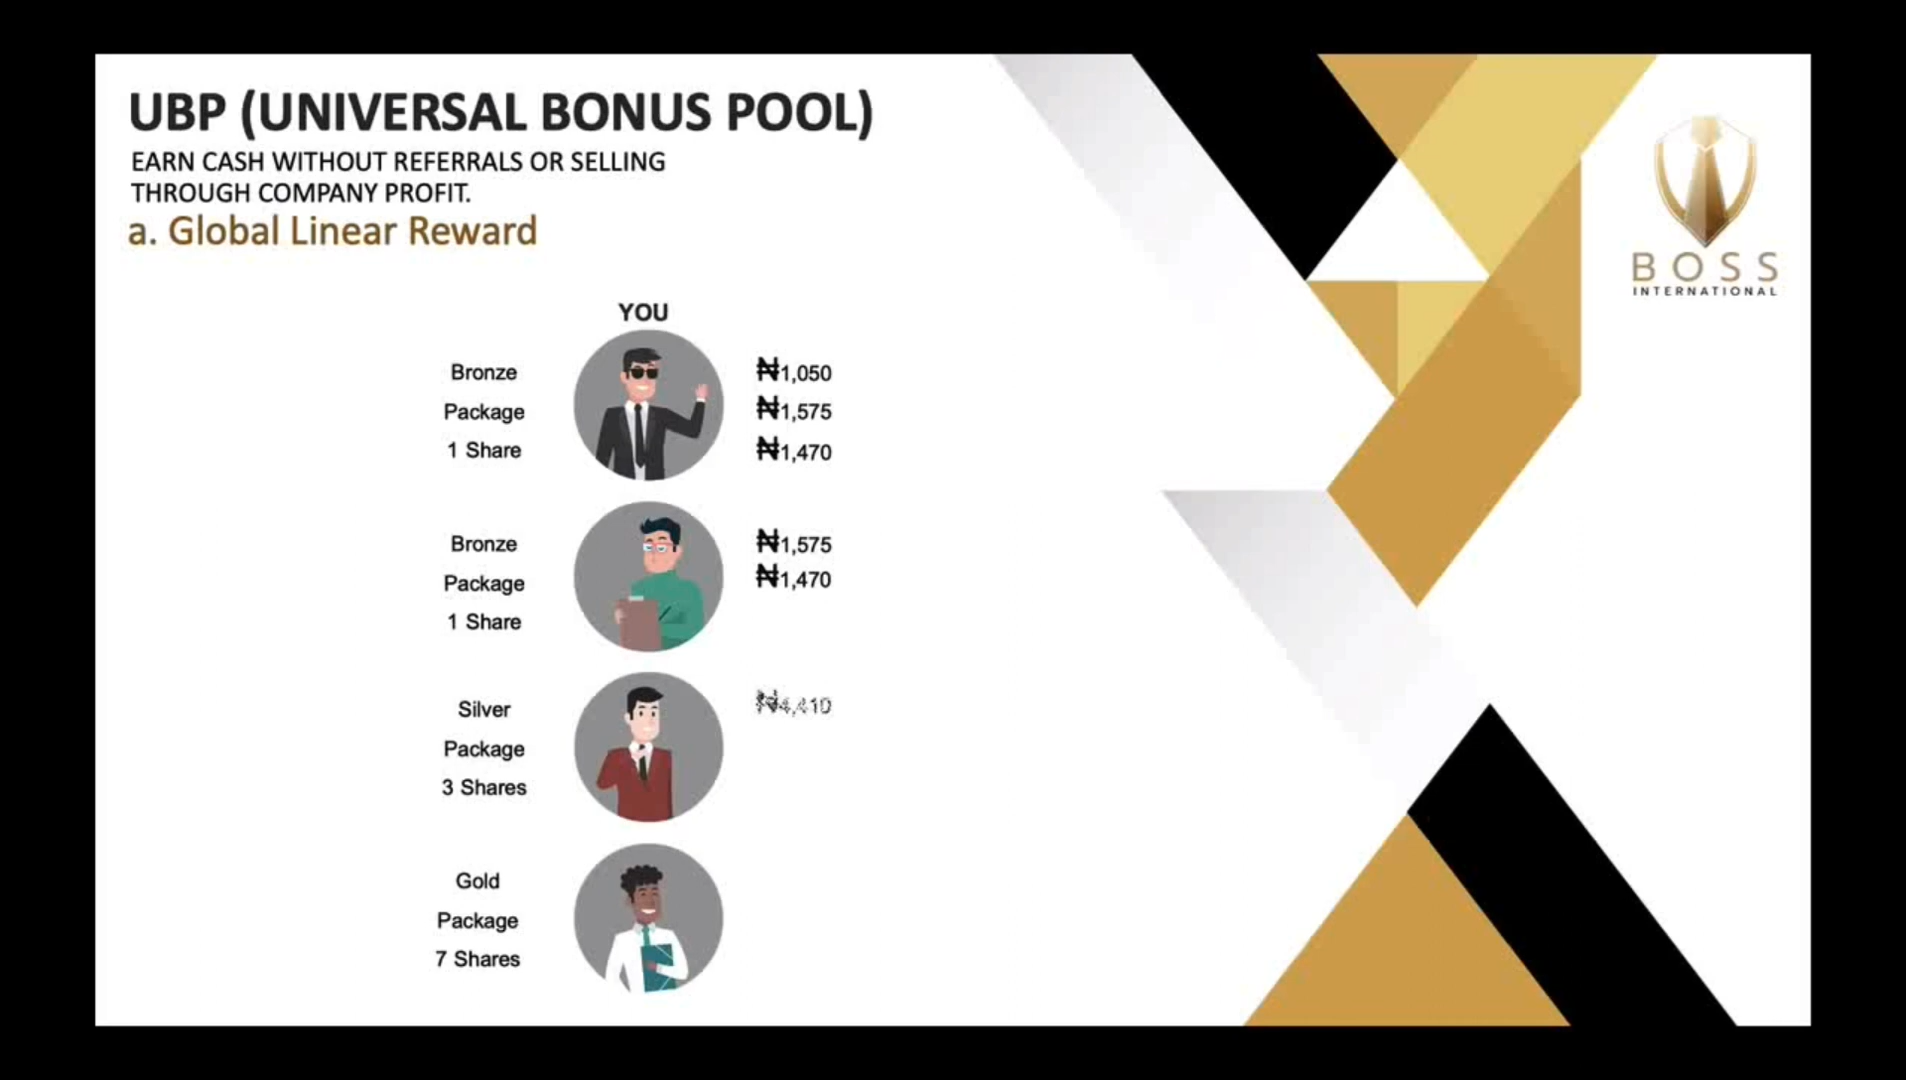 UBP (UNIVERSAL BONUS POOL)
EARN CASH WITHOUT REFERRALS OR SELLING
THROUGH COMPANY PROFIT.
a. Global Linear Reward
BOSS
INTERNATIONAL
YOU
Bronze
Package
1 Share
₦1,050
₦1,575
₦1,470
Bronze
Package
1 Share
₦1,575
₦1,470
Silver
Package
3 Shares
₦4,410
Gold
Package
7 Shares